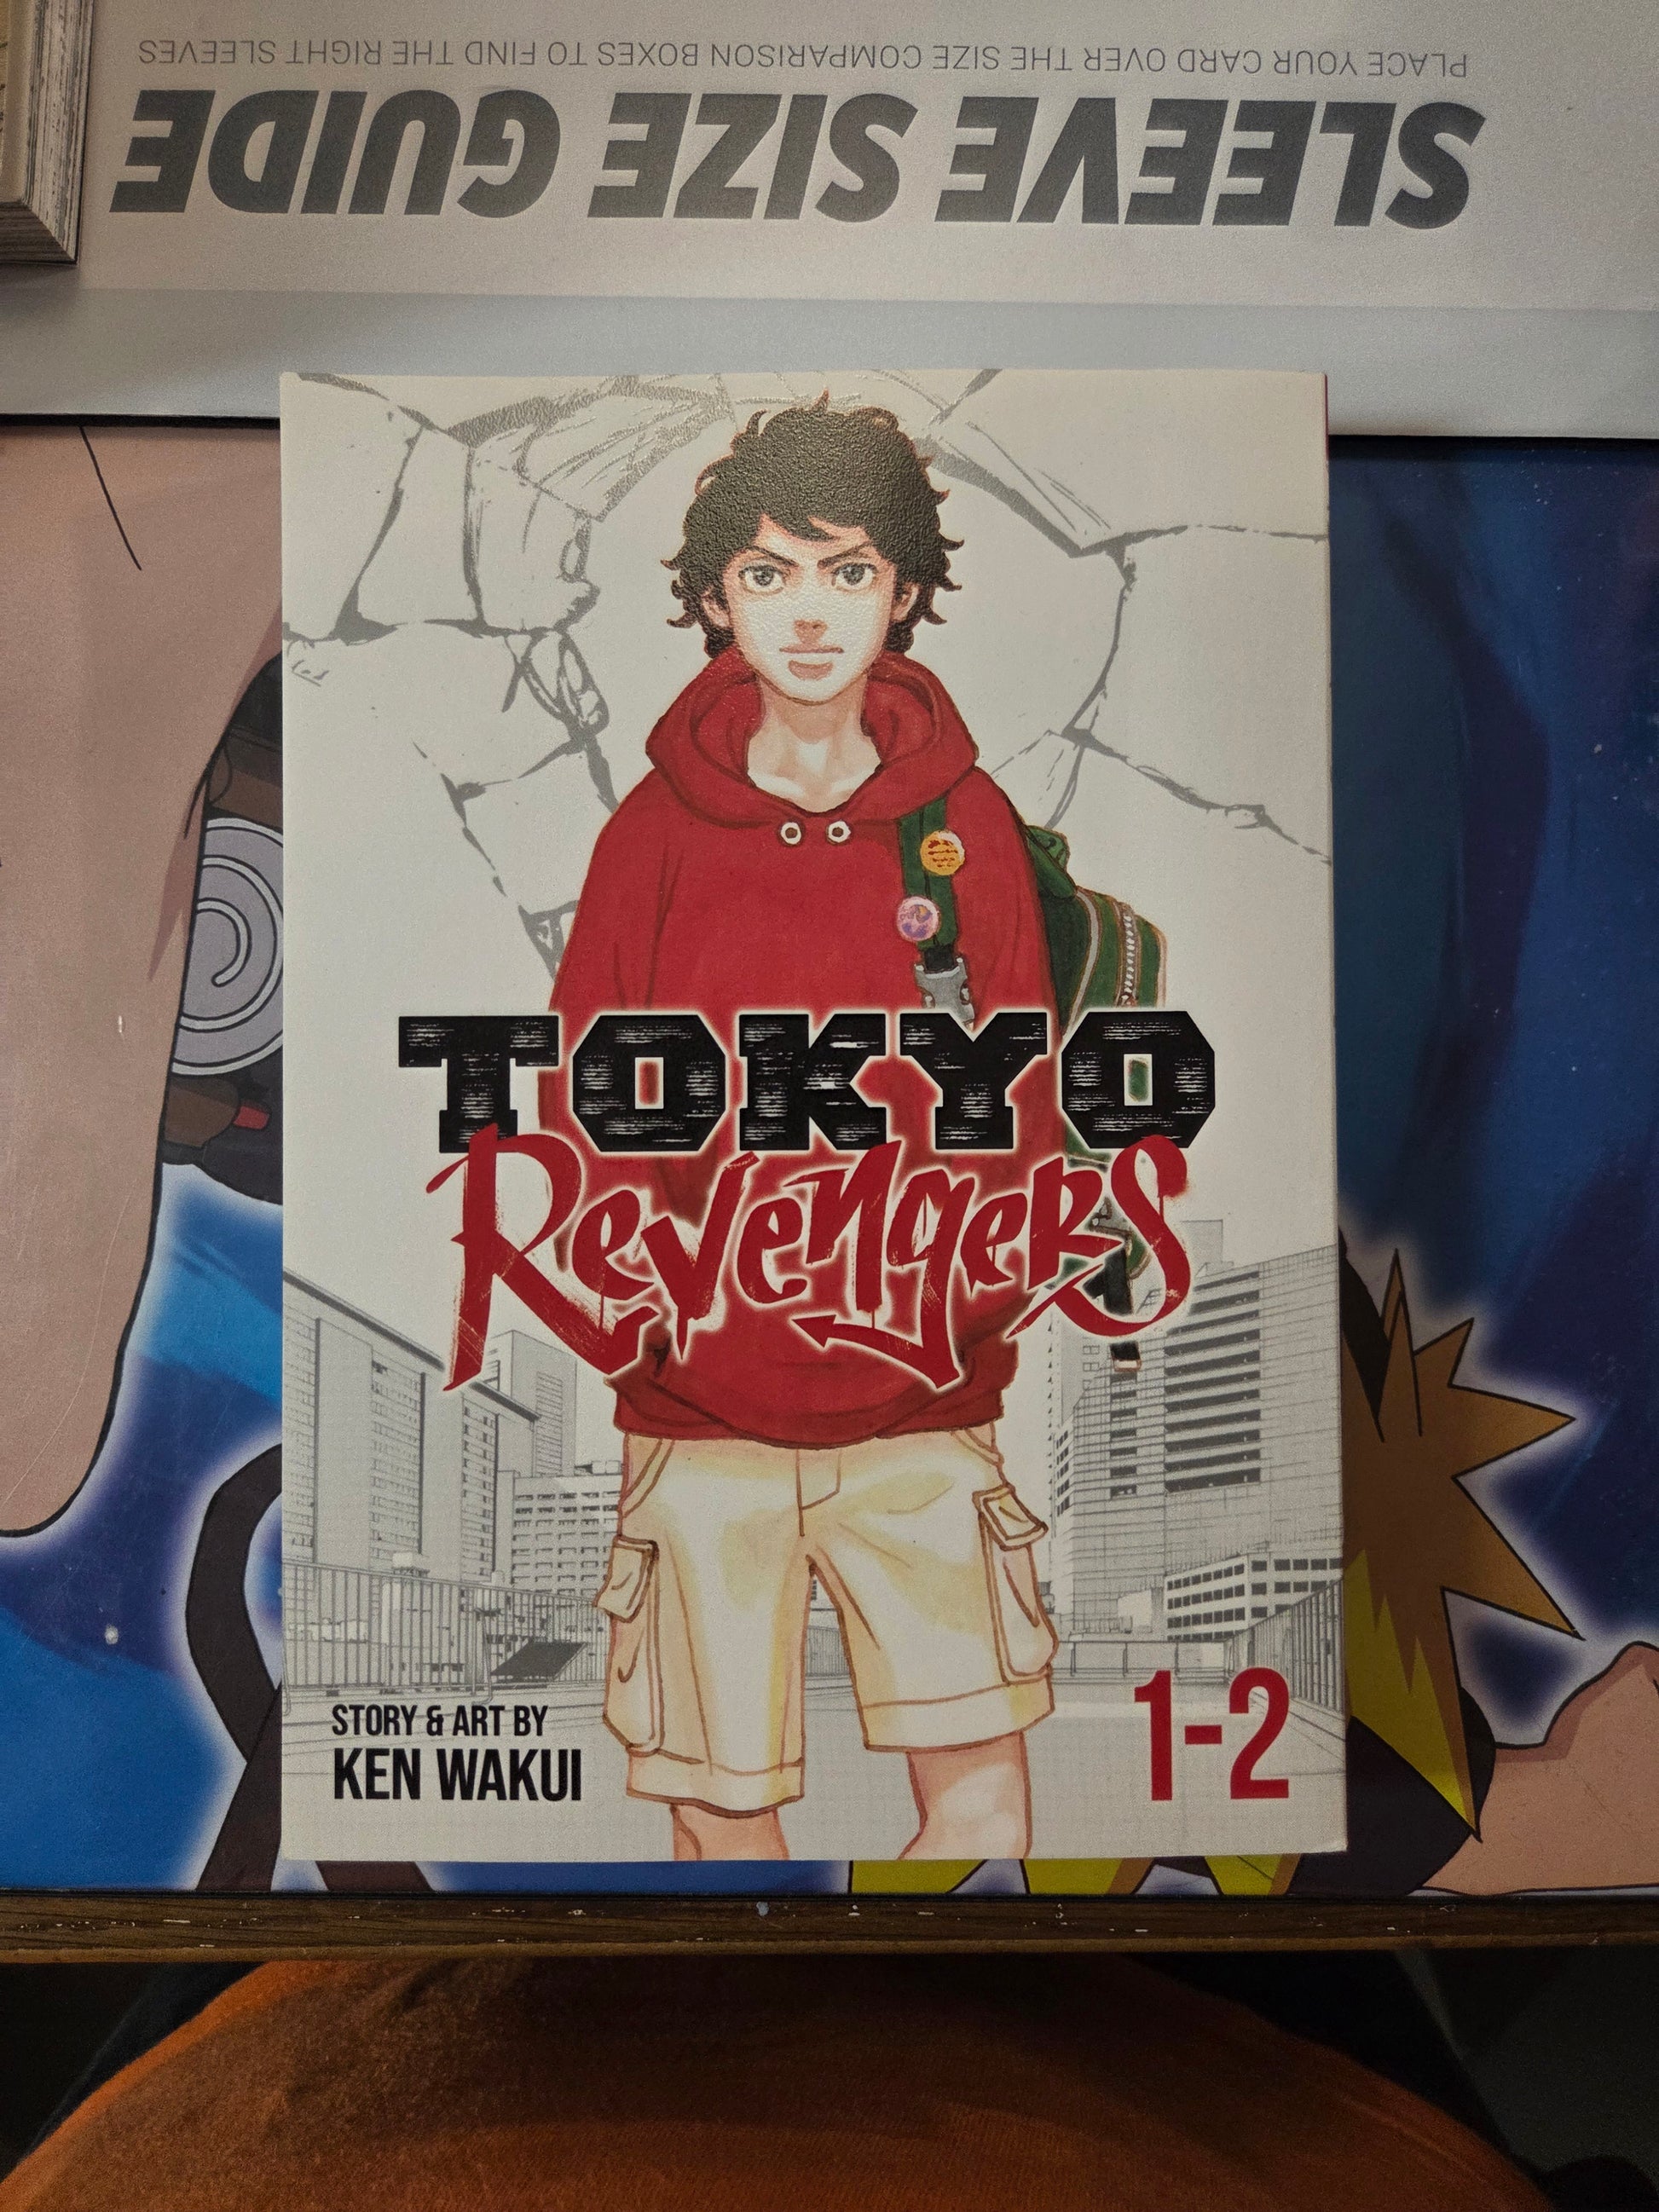 PLACE YOUR CARD OVER THE SIZE COMPARISON BOXES TO FIND THE RIGHT SLEEVES
SLEEVE SIZE GUIDE
TOKYO
REVENGERS
STORY & ART BY
KEN WAKUI
1-2